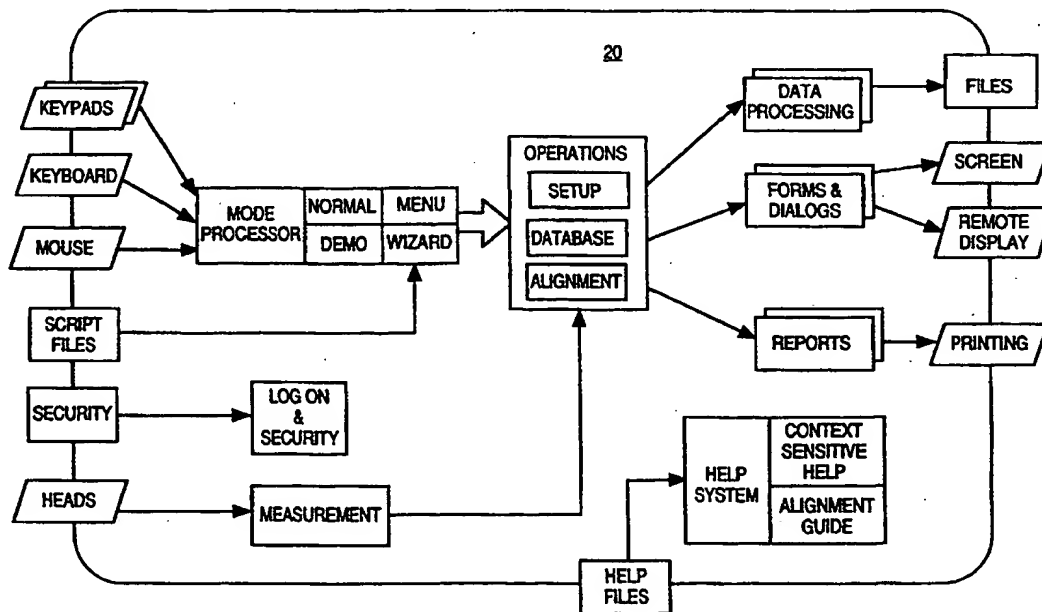 20
KEYPADS
KEYBOARD
MOUSE
SCRIPT
FILES
SECURITY
HEADS
MODE
PROCESSOR
NORMAL
MENU
DEMO
WIZARD
LOG ON
&
SECURITY
MEASUREMENT
OPERATIONS
SETUP
DATABASE
ALIGNMENT
DATA
PROCESSING
FORMS &
DIALOGS
REPORTS
FILES
SCREEN
REMOTE
DISPLAY
PRINTING
HELP
SYSTEM
CONTEXT
SENSITIVE
HELP
ALIGNMENT
GUIDE
HELP
FILES